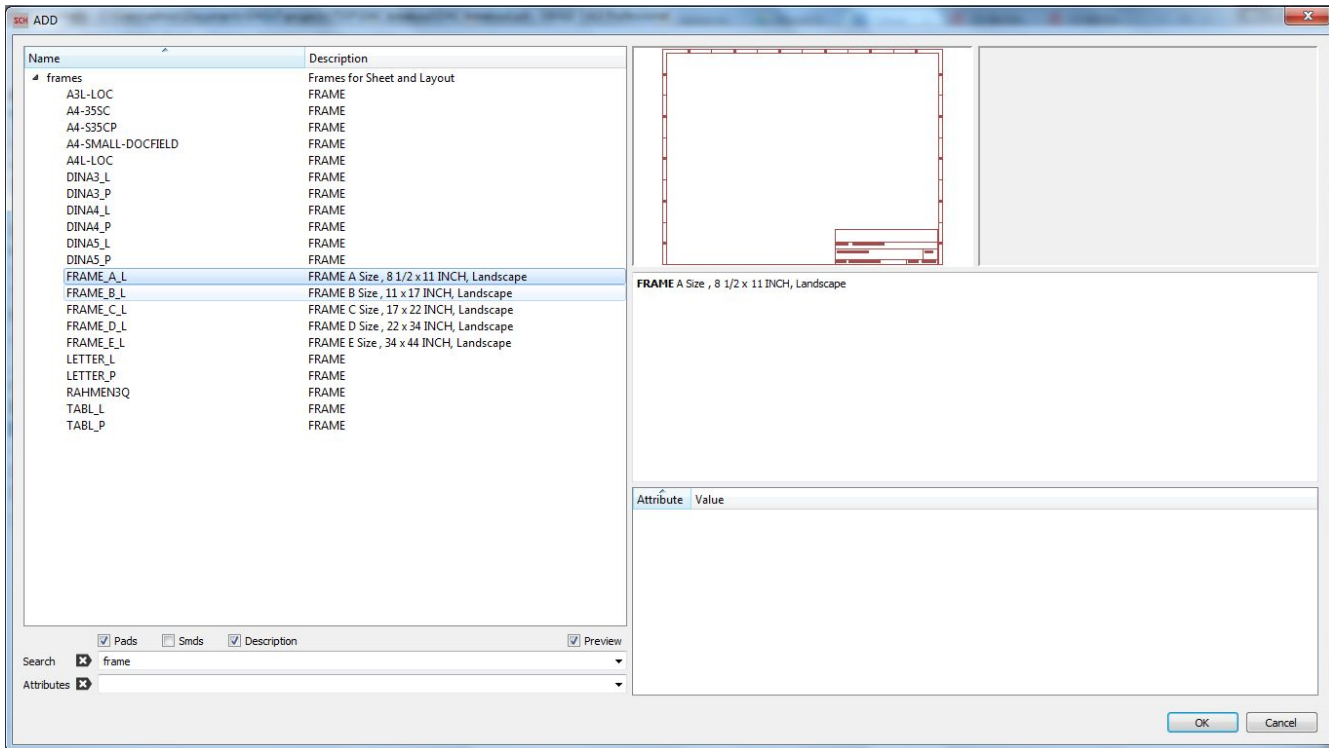 SCH ADD
Name Description
frames Frames for Sheet and Layout
A3L-LOC FRAME
A4-35SC FRAME
A4-S35CP FRAME
A4-SMALL-DOCFIELD FRAME
A4L-LOC FRAME
DINA3_L FRAME
DINA3_P FRAME
DINA4_L FRAME
DINA4_P FRAME
DINA5_L FRAME
DINA5_P FRAME
FRAME_A_L FRAME A Size , 8 1/2 x 11 INCH, Landscape
FRAME_B_L FRAME B Size , 11 x 17 INCH, Landscape
FRAME_C_L FRAME C Size , 17 x 22 INCH, Landscape
FRAME_D_L FRAME D Size , 22 x 34 INCH, Landscape
FRAME_E_L FRAME E Size , 34 x 44 INCH, Landscape
LETTER_L FRAME
LETTER_P FRAME
RAHMEN3Q FRAME
TABL_L FRAME
TABL_P FRAME
Pads Smds Description Preview
Search frame
Attributes
FRAME A Size , 8 1/2 x 11 INCH, Landscape
Attribute Value
OK Cancel